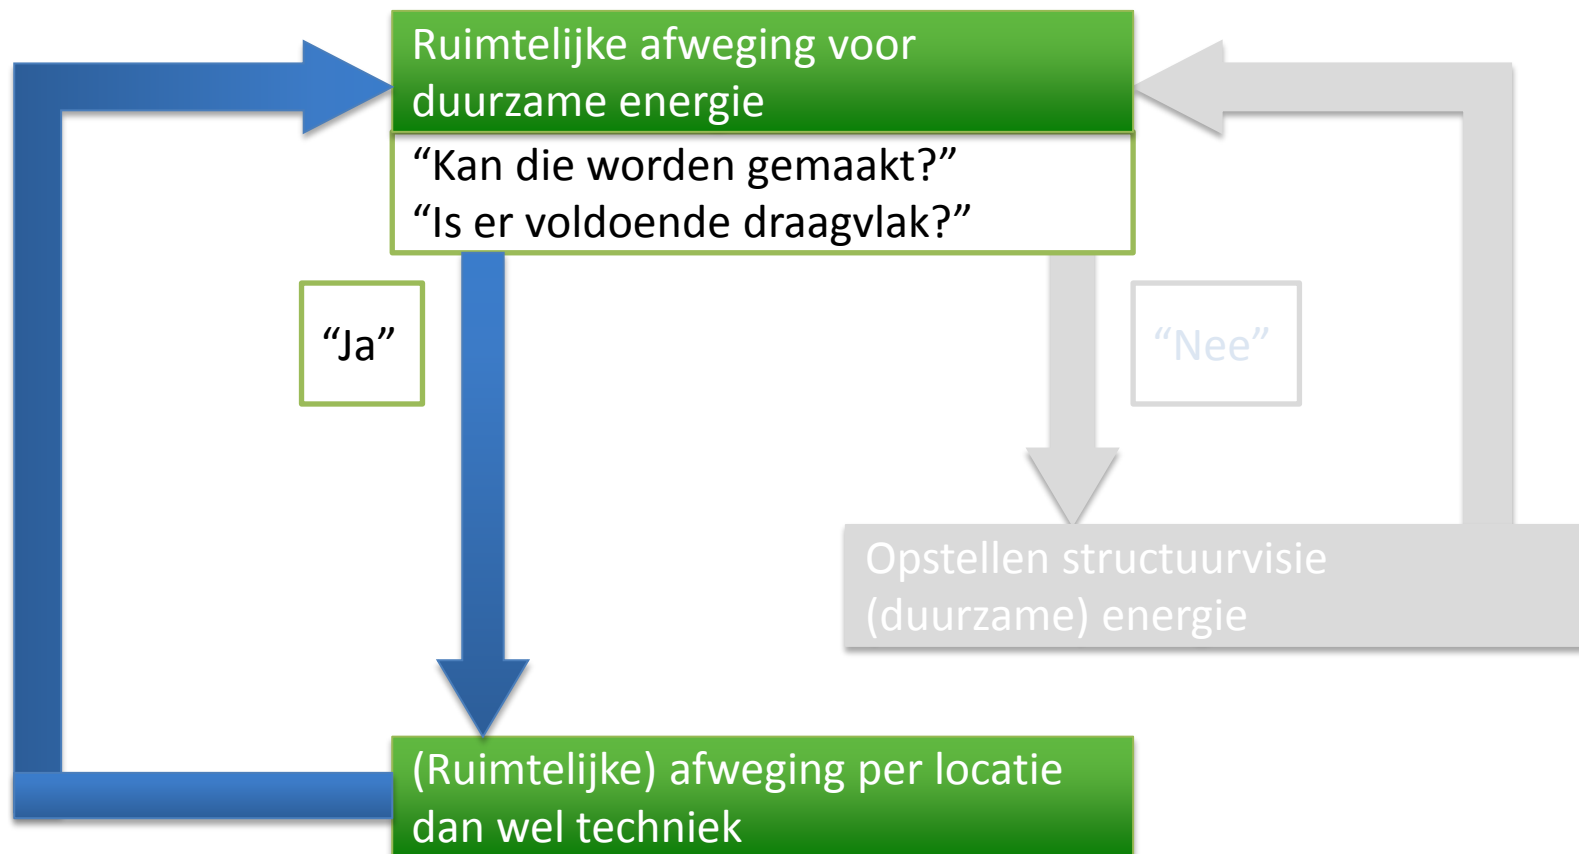 Ruimtelijke afweging voor
duurzame energie
“Kan die worden gemaakt?”
“Is er voldoende draagvlak?”
“Ja”
“Nee”
Opstellen structuurvisie
(duurzame) energie
(Ruimtelijke) afweging per locatie
dan wel techniek